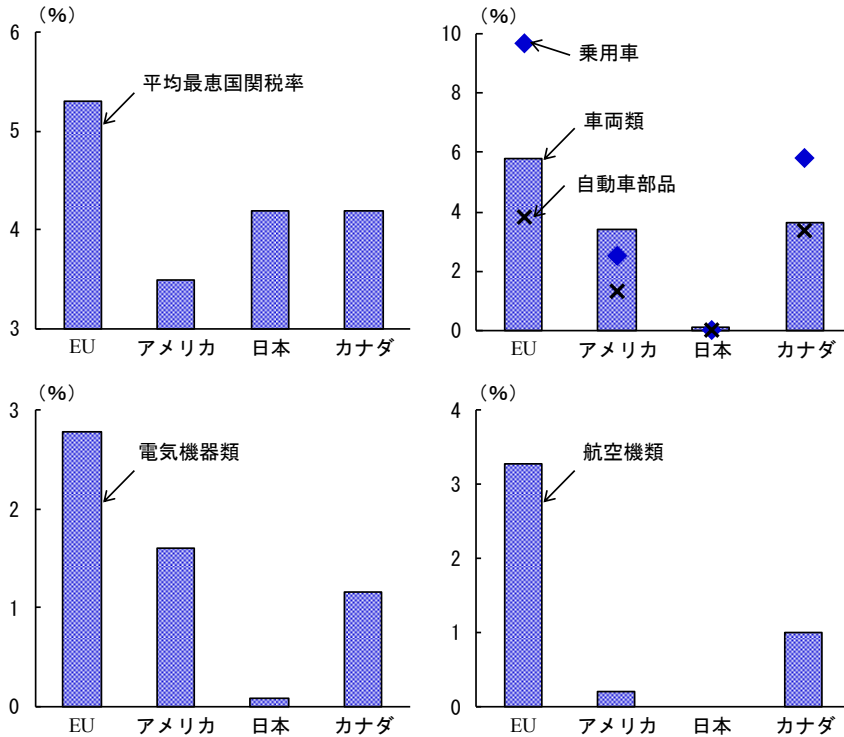 （%）
6
5
4
3
平均最恵国関税率
EU アメリカ 日本 カナダ
（%）
10
8
6
4
2
0
乗用車
車両類
自動車部品
EU アメリカ 日本 カナダ
（%）
3
2
1
0
電気機器類
EU アメリカ 日本 カナダ
（%）
4
3
2
1
0
航空機類
EU アメリカ 日本 カナダ